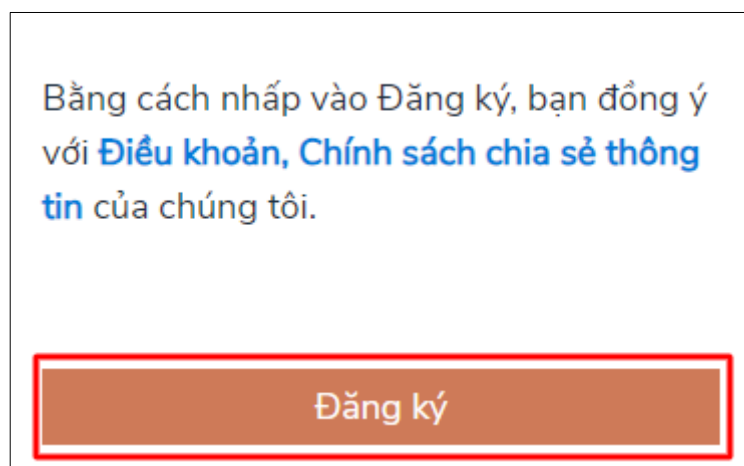 Bằng cách nhấp vào Đăng ký, bạn đồng ý
với Điều khoản, Chính sách chia sẻ thông
tin của chúng tôi.
Đăng ký